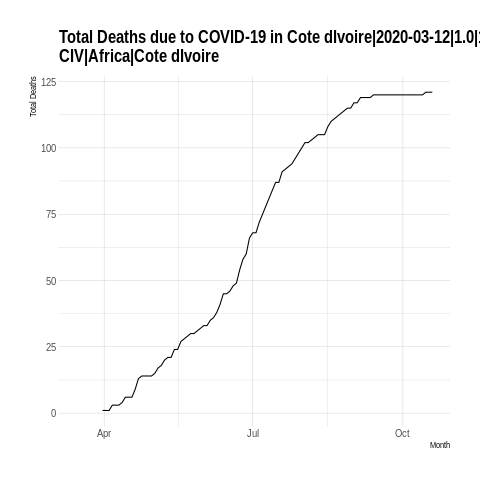 Total Deaths due to COVID-19 in Cote dIvoire|2020-03-12|1.0|
CIV|Africa|Cote dIvoire
Total Deaths
125
100
75
50
25
0
Apr
Jul
Oct
Month